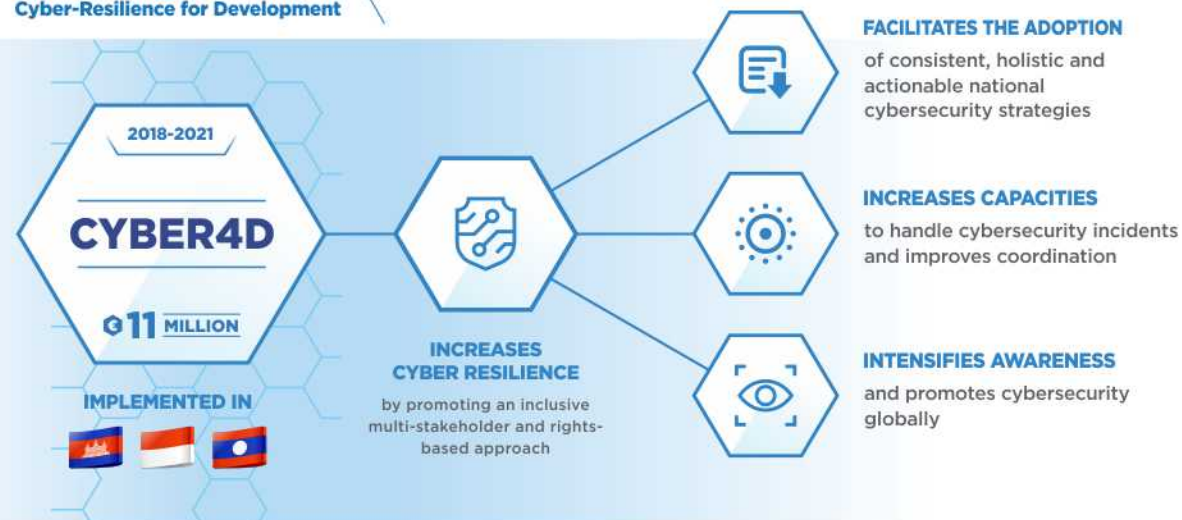 Cyber-Resilience for Development
2018-2021
CYBER4D
€11 MILLION
IMPLEMENTED IN
INCREASES
CYBER RESILIENCE
by promoting an inclusive
multi-stakeholder and rights-
based approach
FACILITATES THE ADOPTION
of consistent, holistic and
actionable national
cybersecurity strategies
INCREASES CAPACITIES
to handle cybersecurity incidents
and improves coordination
INTENSIFIES AWARENESS
and promotes cybersecurity
globally